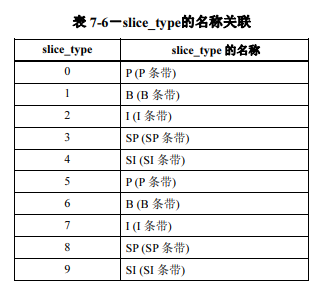 表 7-6－slice_type的名称关联
slice_type slice_type 的名称
0 P (P 条带)
1 B (B 条带)
2 I (I 条带)
3 SP (SP 条带)
4 SI (SI 条带)
5 P (P 条带)
6 B (B 条带)
7 I (I 条带)
8 SP (SP 条带)
9 SI (SI 条带)